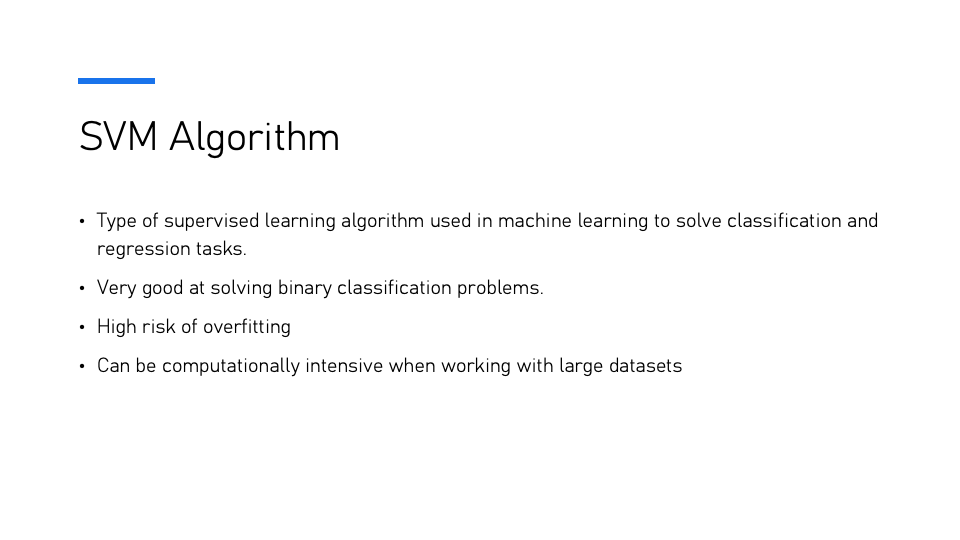 SVM Algorithm
• Type of supervised learning algorithm used in machine learning to solve classification and
regression tasks.
• Very good at solving binary classification problems.
• High risk of overfitting
• Can be computationally intensive when working with large datasets